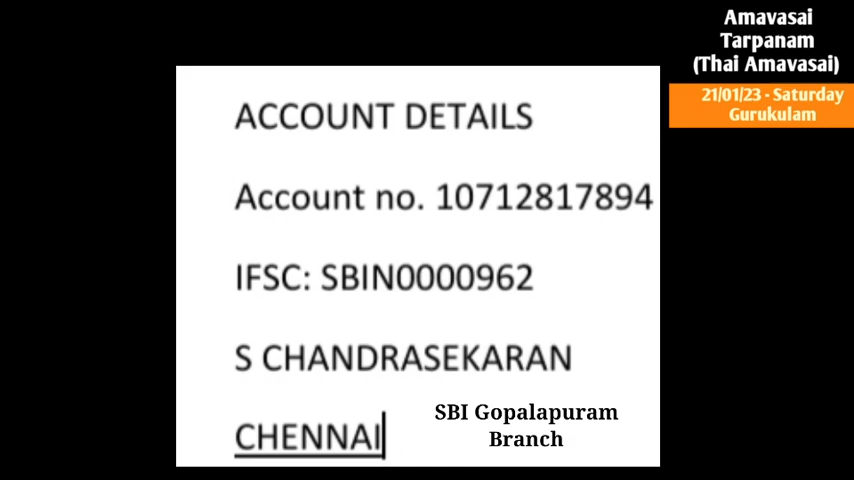 Amavasai
Tarpanam
(Thai Amavasai)
21/01/23 - Saturday
Gurukulam
ACCOUNT DETAILS
Account no. 10712817894
IFSC: SBIN0000962
S CHANDRASEKARAN
CHENNAI
SBI Gopalapuram
Branch